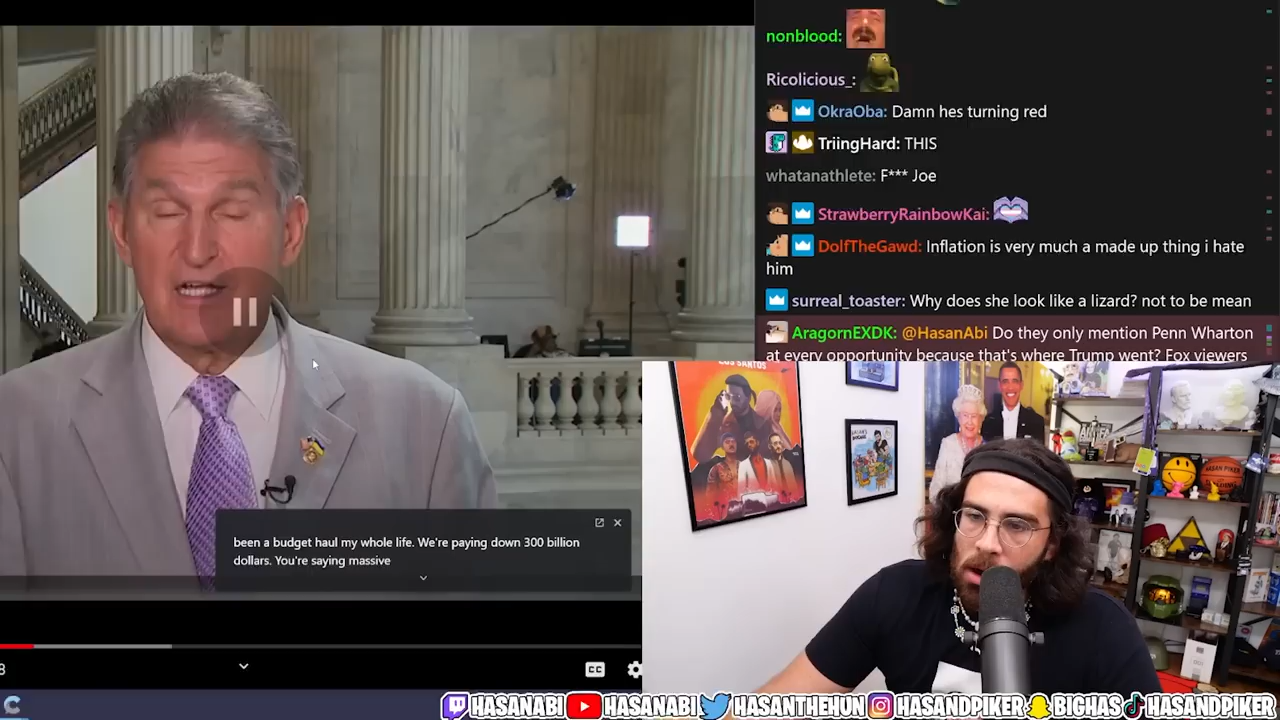 nonblood:
Ricolicious_:
OkraOba: Damn hes turning red
TriingHard: THIS
whatanathlete: F*** Joe
StrawberryRainbowKai:
DolfTheGawd: Inflation is very much a made up thing i hate
him
surreal_toaster: Why does she look like a lizard? not to be mean
AragornEXDK: @HasanAbi Do they only mention Penn Wharton
at every opportunity because that's where Trump went? Fox viewers
been a budget haul my whole life. We're paying down 300 billion
dollars. You're saying massive
LOS SANTOS
HASAN PIKER
8
CC
HASANABI HASANABI HASANTHEHUN HASANDPIKER BIGHAS HASANDPIKER